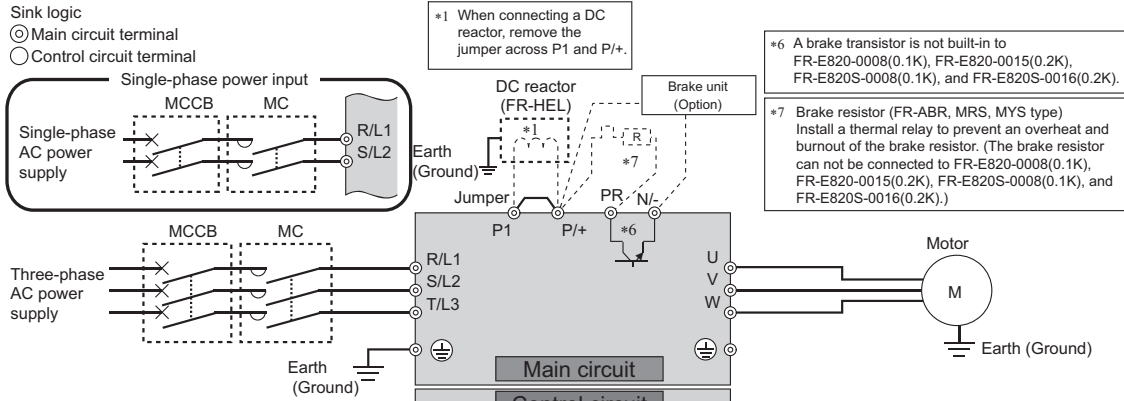 Sink logic
Main circuit terminal
Control circuit terminal
Single-phase power input
MCCB
MC
Single-phase
AC power
supply
R/L1
S/L2
*1 When connecting a DC
reactor, remove the
jumper across P1 and P/+.
DC reactor
(FR-HEL)
*1
Earth
(Ground)
Brake unit
(Option)
R
*7
Jumper
P1
P/+
PR
N/-
*6
*6 A brake transistor is not built-in to
FR-E820-0008(0.1K), FR-E820-0015(0.2K),
FR-E820S-0008(0.1K), and FR-E820S-0016(0.2K).
*7 Brake resistor (FR-ABR, MRS, MYS type)
Install a thermal relay to prevent an overheat and
burnout of the brake resistor. (The brake resistor
can not be connected to FR-E820-0008(0.1K),
FR-E820-0015(0.2K), FR-E820S-0008(0.1K), and
FR-E820S-0016(0.2K).)
MCCB
MC
Three-phase
AC power
supply
R/L1
S/L2
T/L3
Earth
(Ground)
U
V
W
Motor
M
Earth (Ground)
Main circuit
Control circuit